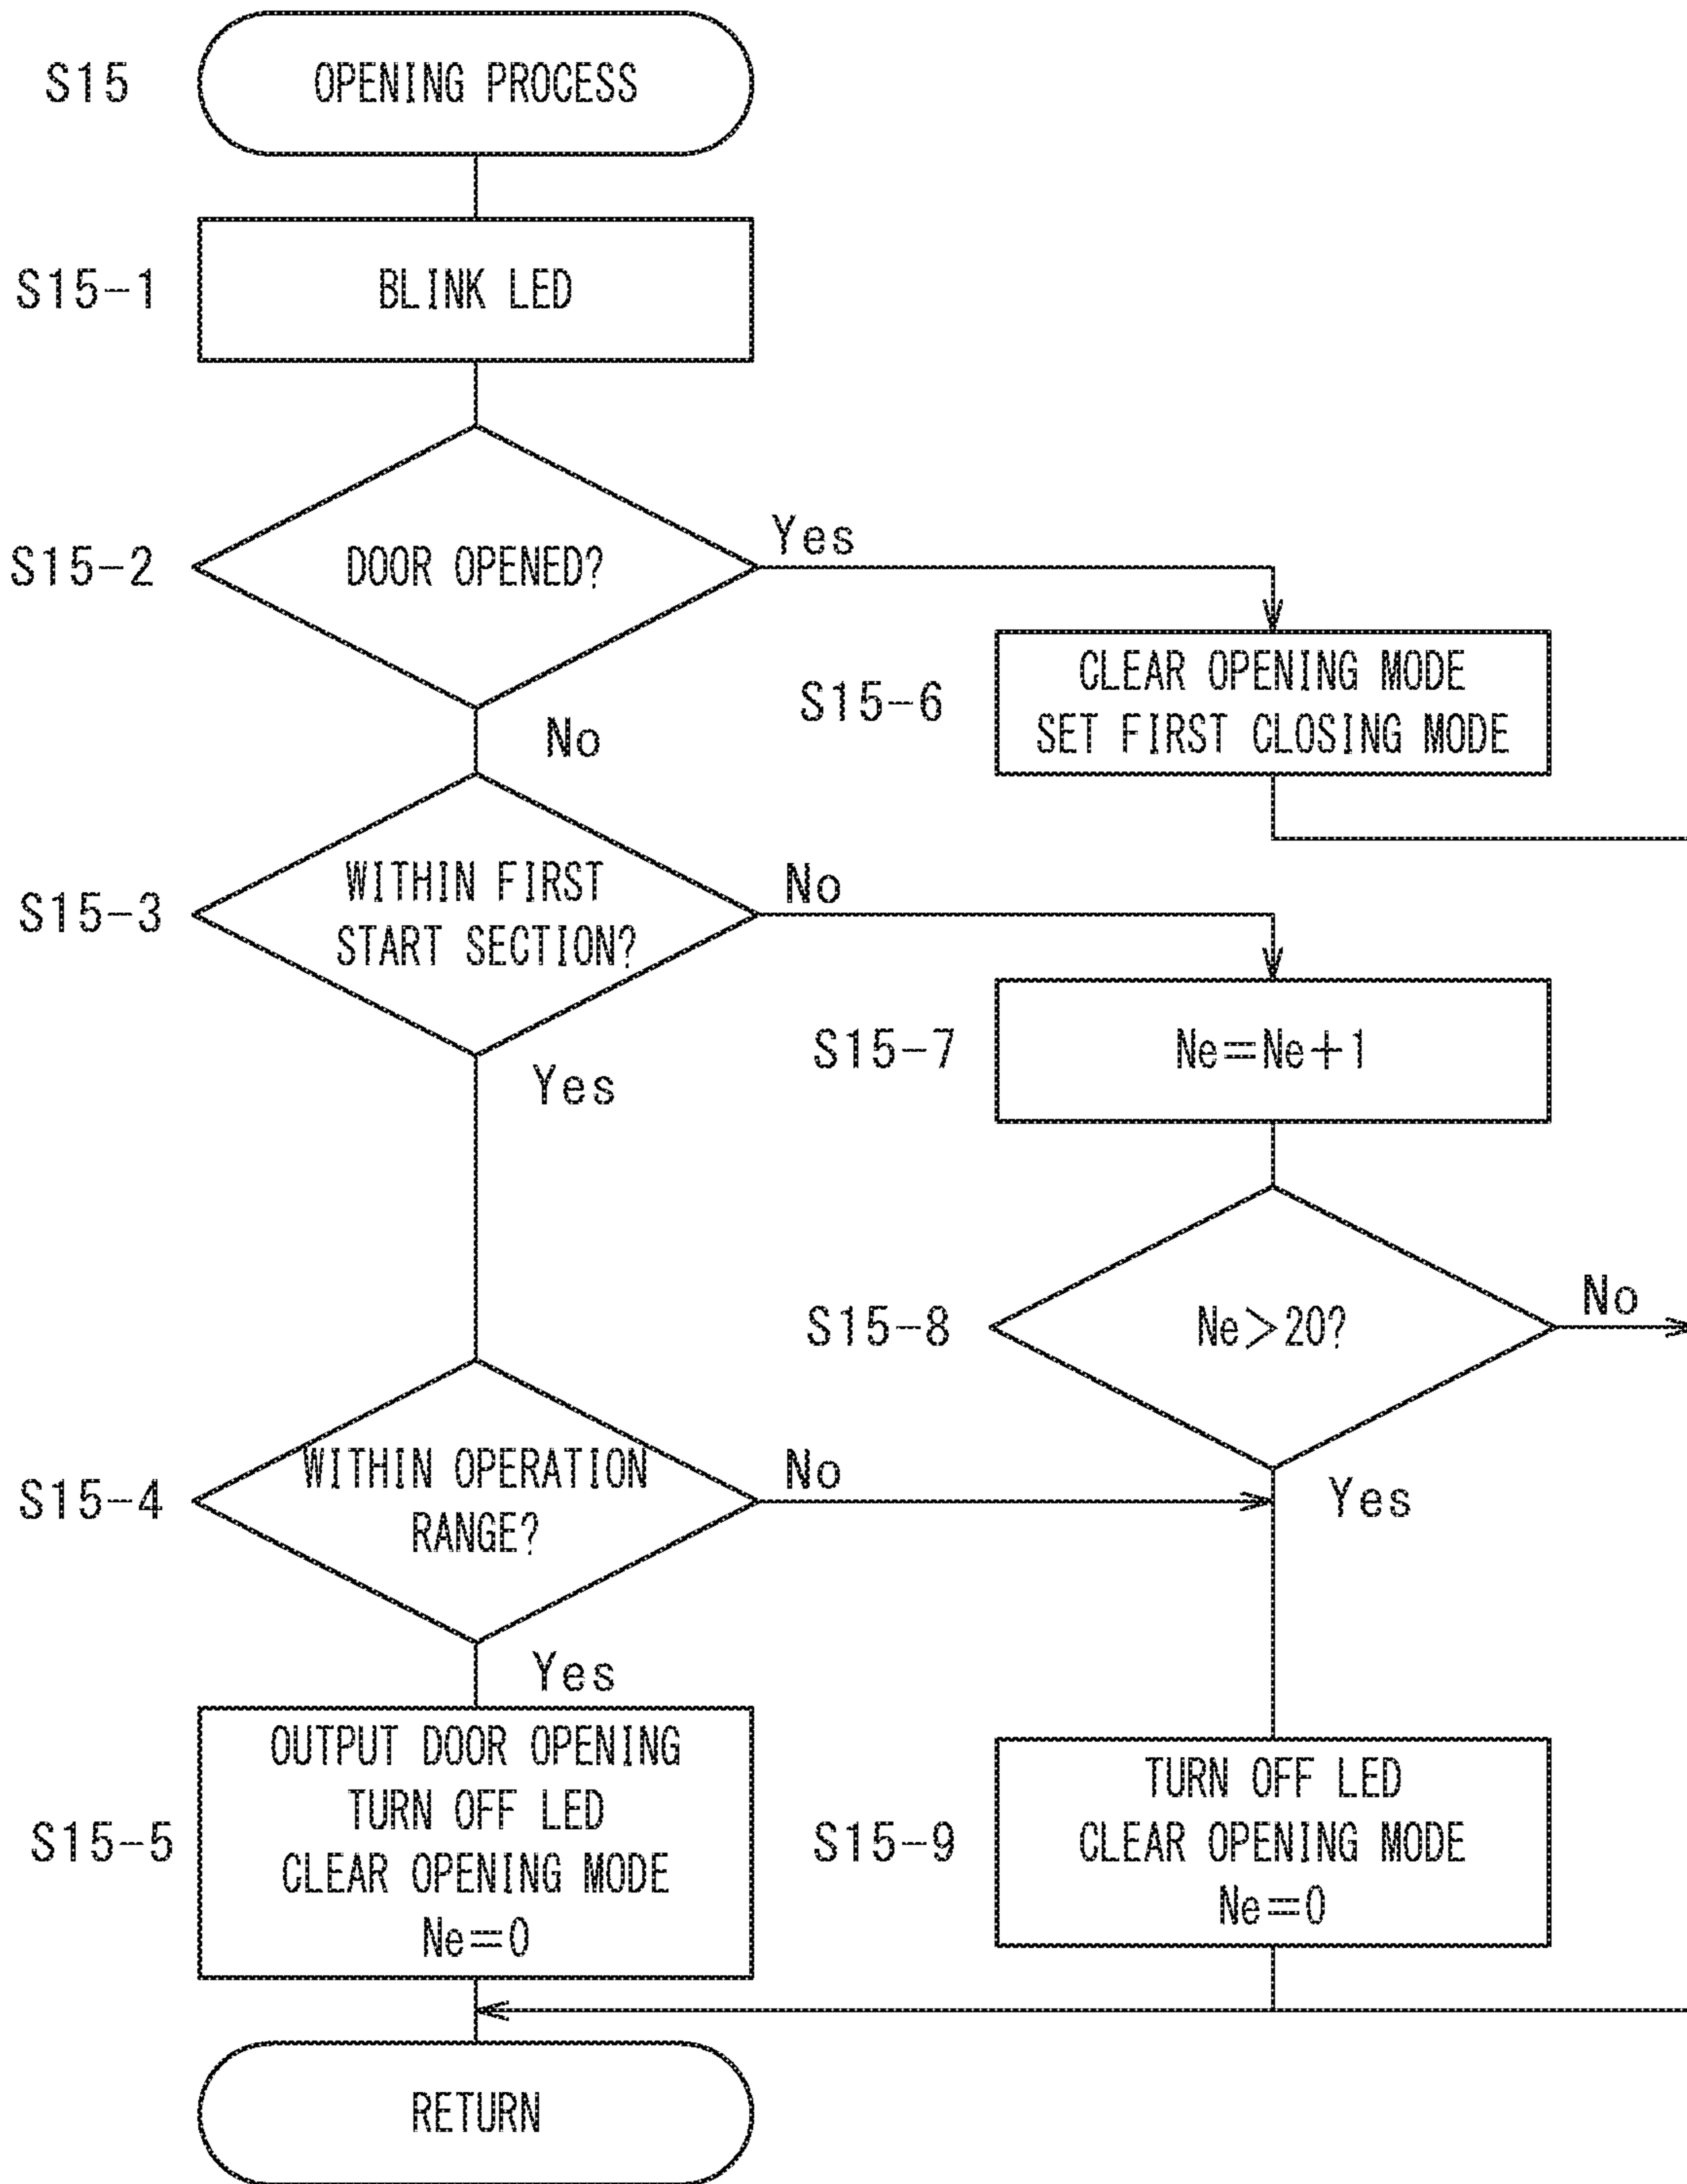 S15
OPENING PROCESS
S15-1
BLINK LED
S15-2
DOOR OPENED?
Yes
No
S15-6
CLEAR OPENING MODE
SET FIRST CLOSING MODE
S15-3
WITHIN FIRST
START SECTION?
No
Yes
S15-7
Ne=Ne+1
S15-8
Ne>20?
No
Yes
S15-4
WITHIN OPERATION
RANGE?
No
Yes
S15-5
OUTPUT DOOR OPENING
TURN OFF LED
CLEAR OPENING MODE
Ne=0
S15-9
TURN OFF LED
CLEAR OPENING MODE
Ne=0
RETURN